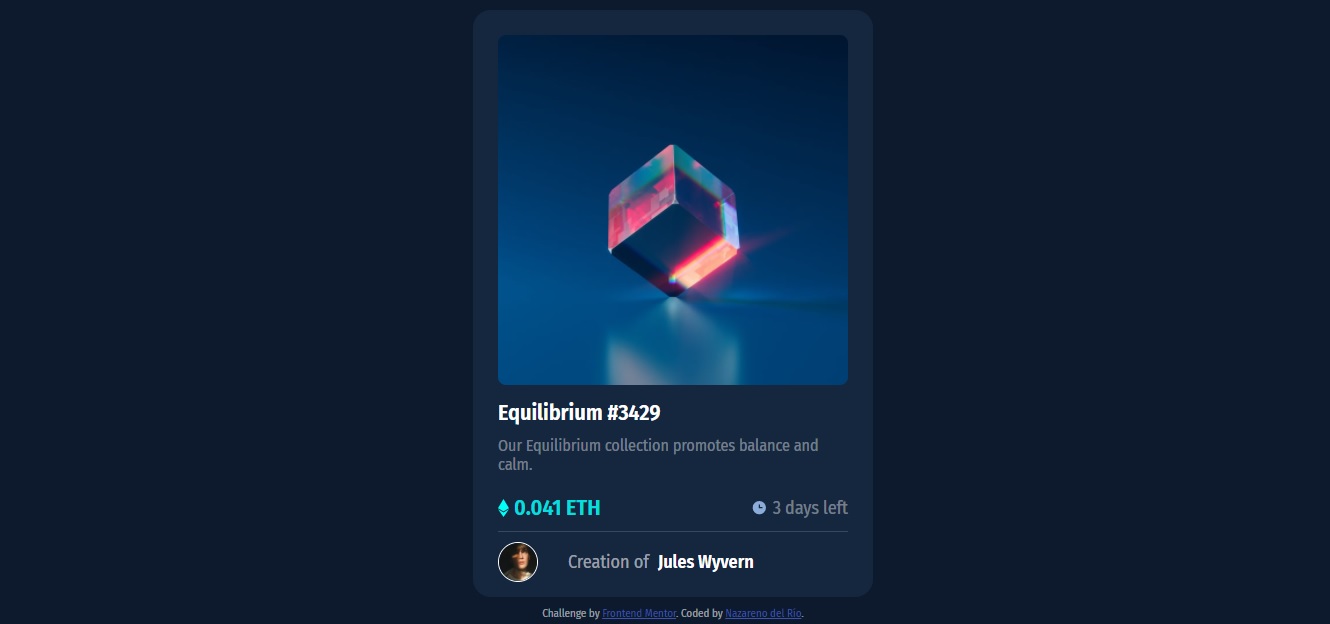 Equilibrium #3429
Our Equilibrium collection promotes balance and
calm.
0.041 ETH 3 days left
Creation of Jules Wyvern
Challenge by Frontend Mentor. Coded by Nazareno del Rio.